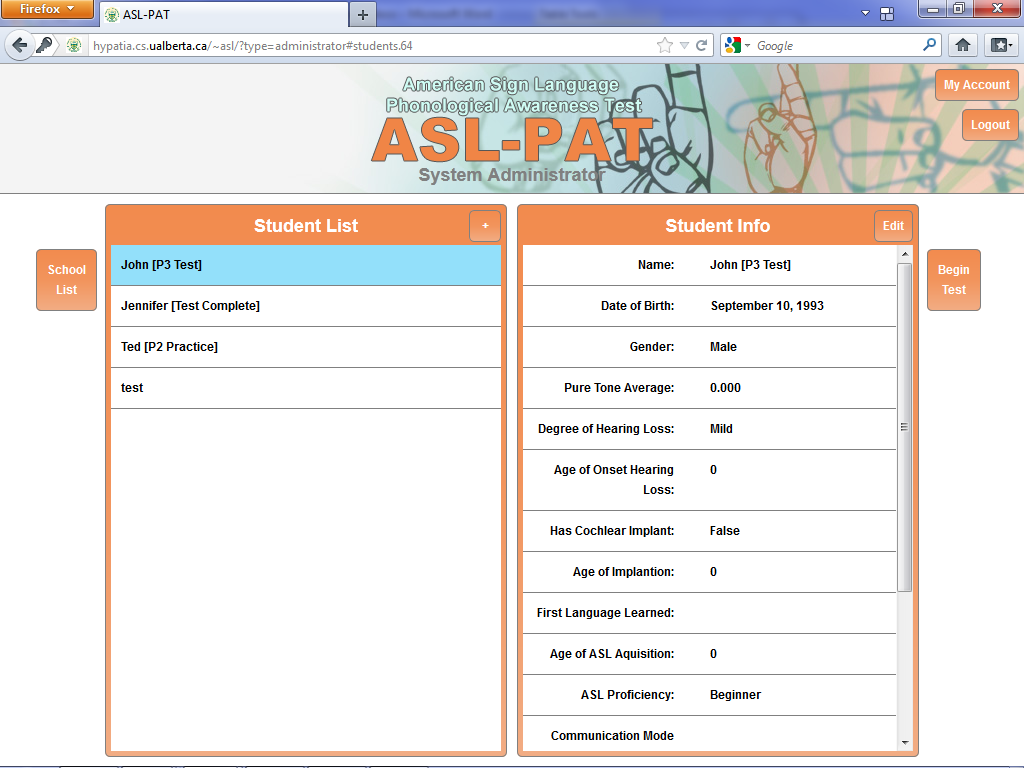 Firefox
ASL-PAT
hypatia.cs.ualberta.ca/~asl/?type=administrator#students.64
Google
American Sign Language
Phonological Awareness Test
ASL-PAT
System Administrator
My Account
Logout
School
List
Student List
+
John [P3 Test]
Jennifer [Test Complete]
Ted [P2 Practice]
test
Student Info
Edit
Name: John [P3 Test]
Date of Birth: September 10, 1993
Gender: Male
Pure Tone Average: 0.000
Degree of Hearing Loss: Mild
Age of Onset Hearing 0
Loss:
Has Cochlear Implant: False
Age of Implantion: 0
First Language Learned:
Age of ASL Aquisition: 0
ASL Proficiency: Beginner
Communication Mode
Begin
Test